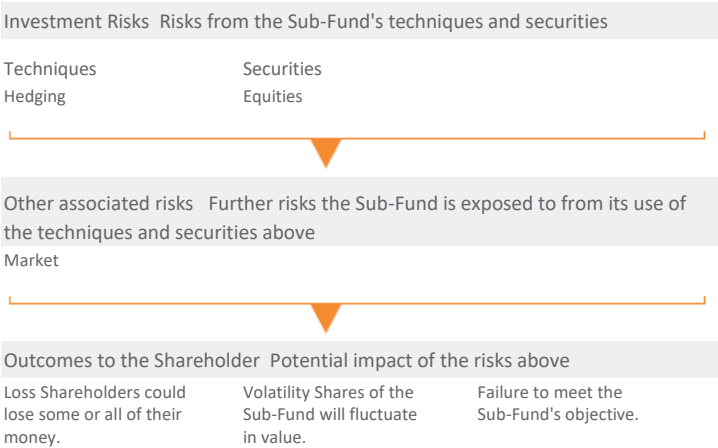 Investment Risks Risks from the Sub-Fund's techniques and securities
Techniques Securities
Hedging Equities
Other associated risks Further risks the Sub-Fund is exposed to from its use of
the techniques and securities above
Market
Outcomes to the Shareholder Potential impact of the risks above
Loss Shareholders could
lose some or all of their
money.
Volatility Shares of the
Sub-Fund will fluctuate
in value.
Failure to meet the
Sub-Fund's objective.